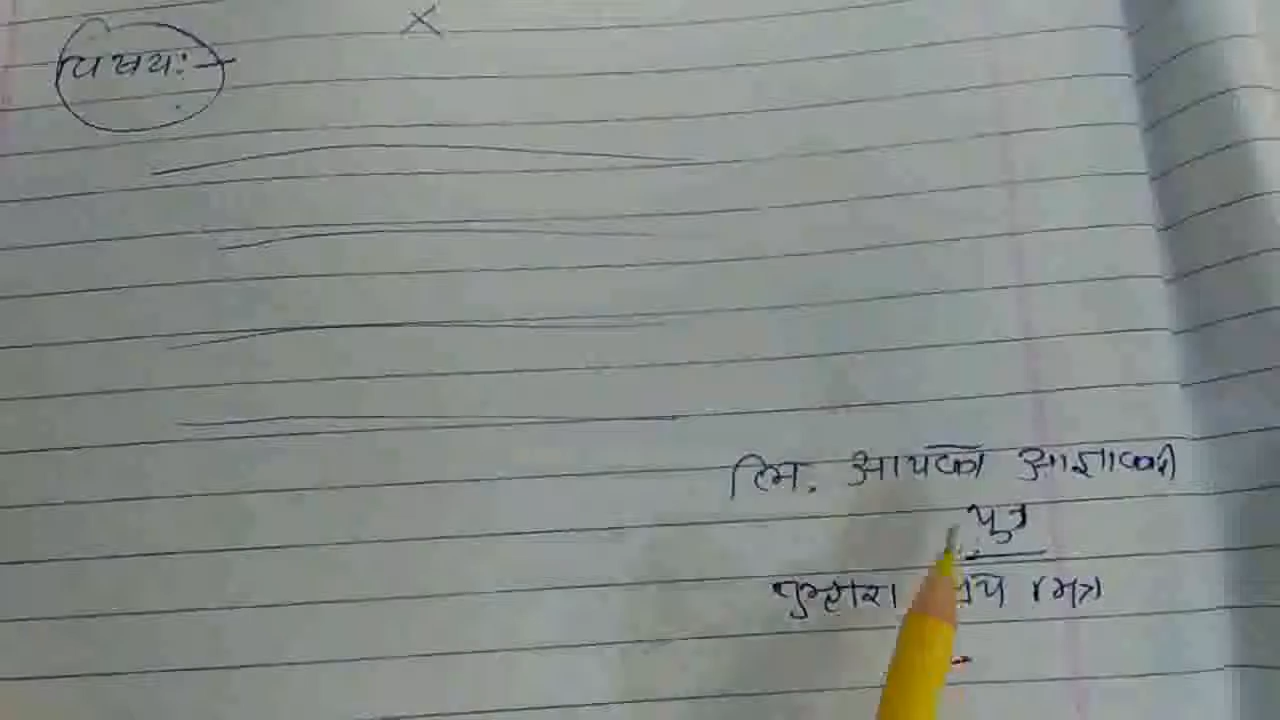 विषय:-
लि. आपका आज्ञाकारी
पुत्र
तुम्हारा प्रिय मित्र